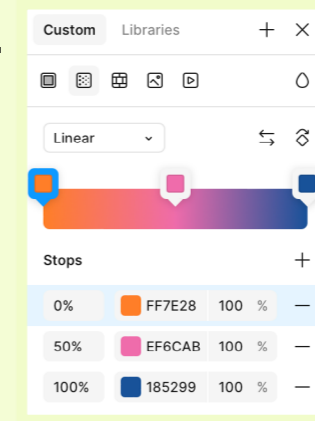 Custom Libraries
Linear
Stops
0% FF7E28 100 %
50% EF6CAB 100 %
100% 185299 100 %